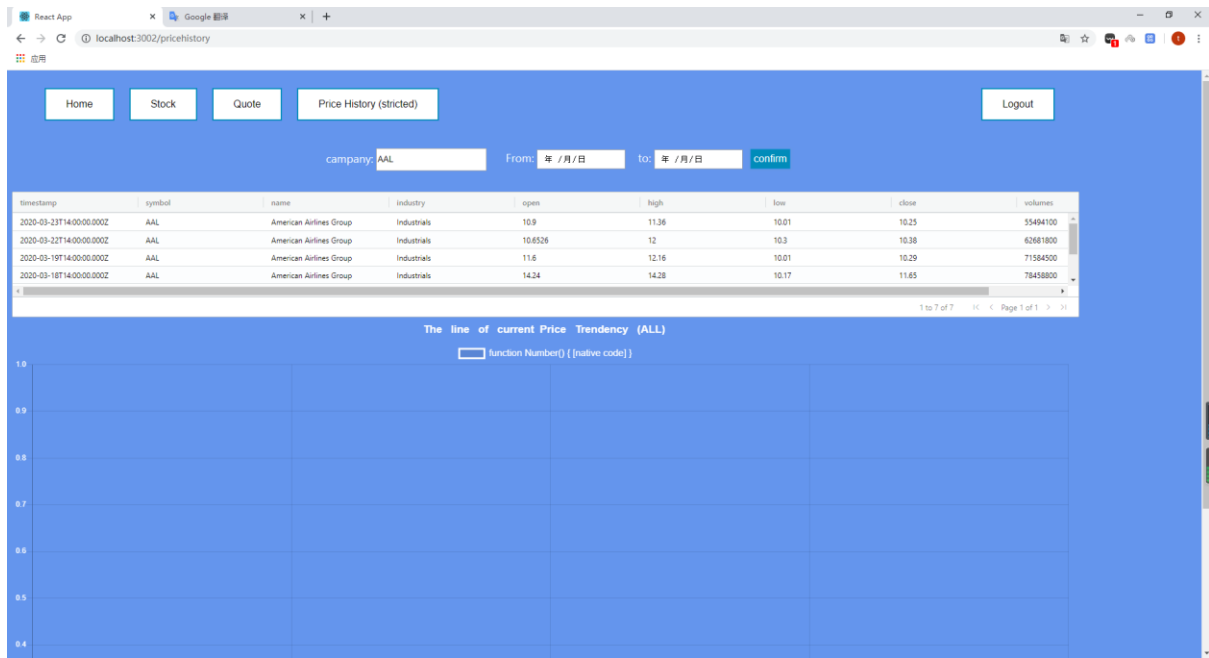 React App
Google 翻译
localhost:3002/pricehistory
应用
Home Stock Quote Price History (stricted) Logout
campany: AAL From: 年 /月/日 to: 年 /月/日 confirm
timestamp symbol name industry open high low close volumes
2020-03-23T14:00:00.000Z AAL American Airlines Group Industrials 10.9 11.36 10.01 10.25 55494100
2020-03-22T14:00:00.000Z AAL American Airlines Group Industrials 10.6526 12 10.3 10.38 62681800
2020-03-19T14:00:00.000Z AAL American Airlines Group Industrials 11.6 12.16 10.01 10.29 71584500
2020-03-18T14:00:00.000Z AAL American Airlines Group Industrials 14.24 14.28 10.17 11.65 78458800
1 to 7 of 7 Page 1 of 1
The line of current Price Trendency (ALL)
function Number() { [native code] }
1.0
0.9
0.8
0.7
0.6
0.5
0.4